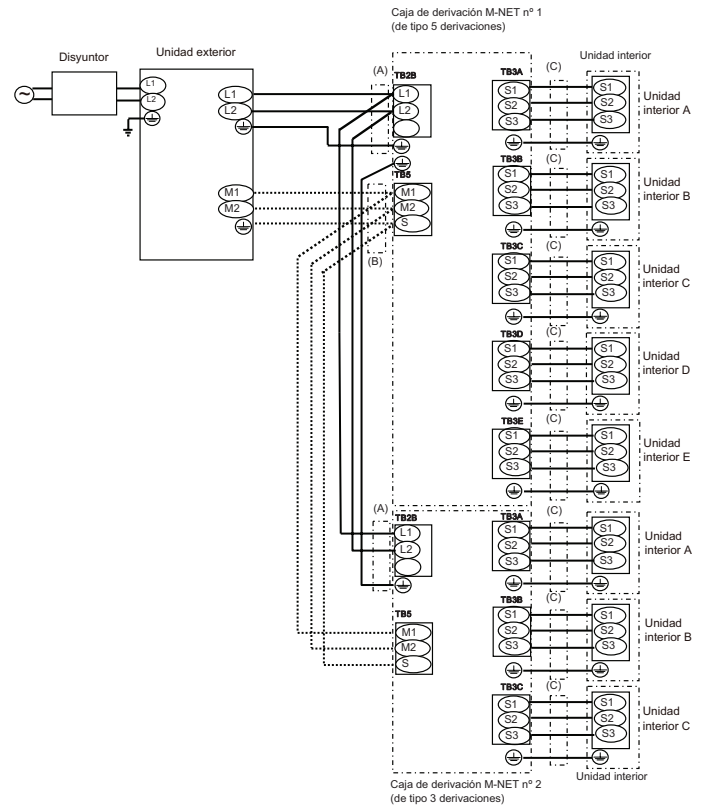 Caja de derivación M-NET nº 1
(de tipo 5 derivaciones)
Disyuntor
Unidad exterior
Unidad interior
L1
L2
L1
L2
M1
M2
(A)
TB2B
L1
L2
TB5
M1
M2
S
(B)
TB3A
S1
S2
S3
(C)
S1
S2
S3
Unidad
interior A
TB3B
S1
S2
S3
(C)
S1
S2
S3
Unidad
interior B
TB3C
S1
S2
S3
(C)
S1
S2
S3
Unidad
interior C
TB3D
S1
S2
S3
(C)
S1
S2
S3
Unidad
interior D
TB3E
S1
S2
S3
(C)
S1
S2
S3
Unidad
interior E
(A)
TB2B
L1
L2
TB5
M1
M2
S
TB3A
S1
S2
S3
(C)
S1
S2
S3
Unidad
interior A
TB3B
S1
S2
S3
(C)
S1
S2
S3
Unidad
interior B
TB3C
S1
S2
S3
(C)
S1
S2
S3
Unidad
interior C
Unidad interior
Caja de derivación M-NET nº 2
(de tipo 3 derivaciones)